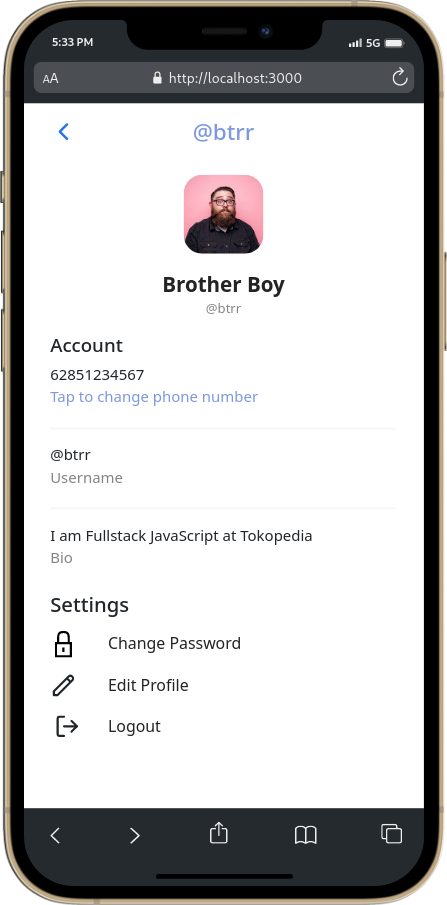 5:33 PM
5G
AA
http://localhost:3000
@btrr
Brother Boy
@btrr
Account
62851234567
Tap to change phone number
@btrr
Username
I am Fullstack JavaScript at Tokopedia
Bio
Settings
Change Password
Edit Profile
Logout